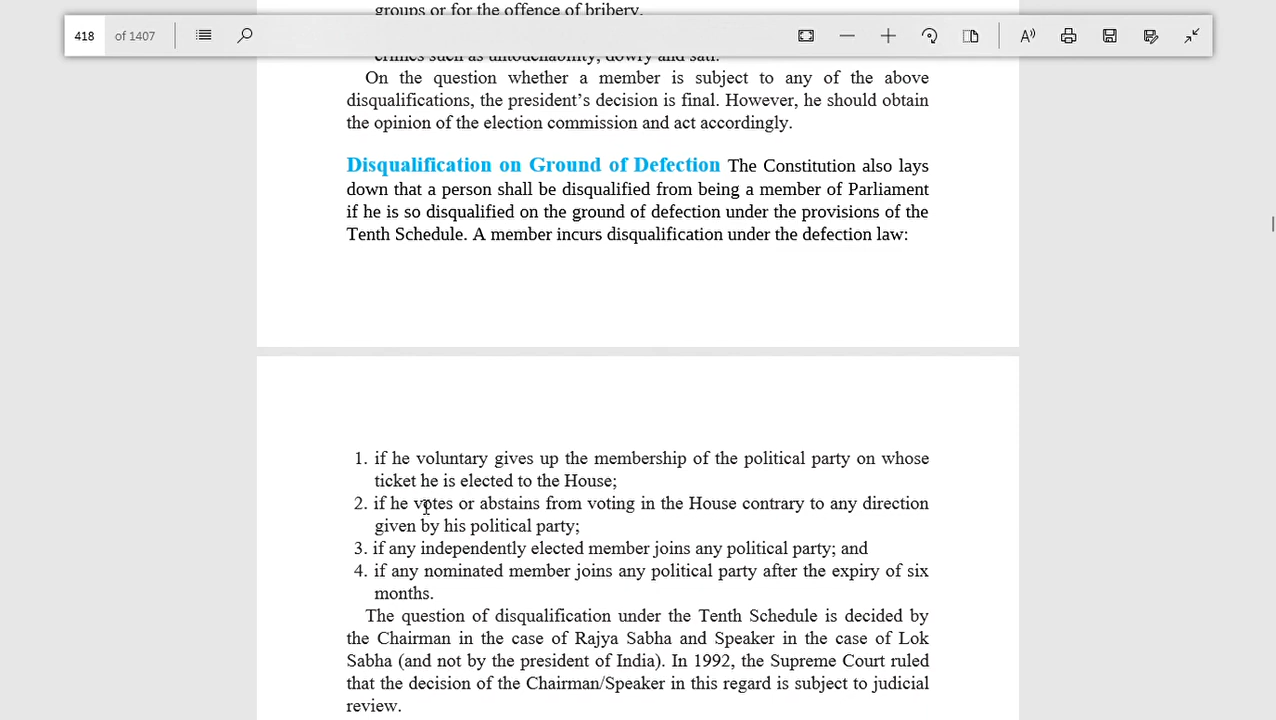 groups or for the offence of bribery.
418 of 1407
crimes such as untouchability, dowry and sati.
On the question whether a member is subject to any of the above
disqualifications, the president’s decision is final. However, he should obtain
the opinion of the election commission and act accordingly.
Disqualification on Ground of Defection The Constitution also lays
down that a person shall be disqualified from being a member of Parliament
if he is so disqualified on the ground of defection under the provisions of the
Tenth Schedule. A member incurs disqualification under the defection law:
1. if he voluntary gives up the membership of the political party on whose
ticket he is elected to the House;
2. if he votes or abstains from voting in the House contrary to any direction
given by his political party;
3. if any independently elected member joins any political party; and
4. if any nominated member joins any political party after the expiry of six
months.
The question of disqualification under the Tenth Schedule is decided by
the Chairman in the case of Rajya Sabha and Speaker in the case of Lok
Sabha (and not by the president of India). In 1992, the Supreme Court ruled
that the decision of the Chairman/Speaker in this regard is subject to judicial
review.